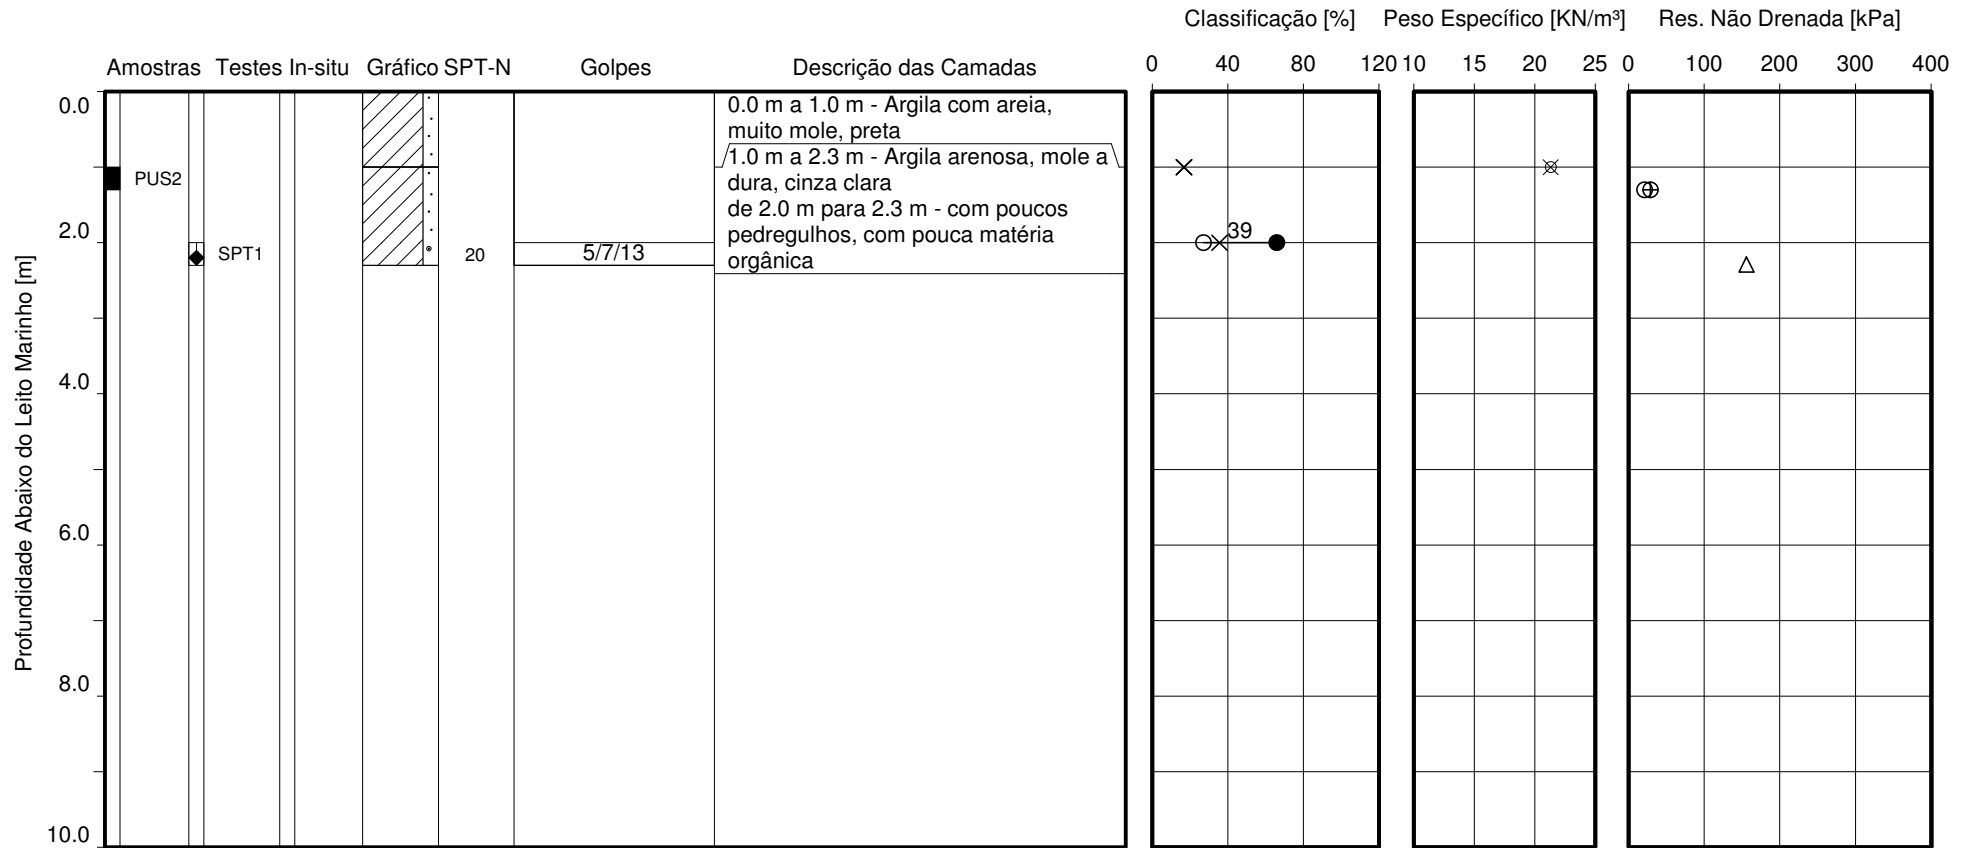 Classificação [%] Peso Específico [KN/m³] Res. Não Drenada [kPa]
Amostras Testes In-situ Gráfico SPT-N Golpes Descrição das Camadas
0 40 80 120 10 15 20 25 0 100 200 300 400
0.0
0.0 m a 1.0 m - Argila com areia,
muito mole, preta
1.0 m a 2.3 m - Argila arenosa, mole a
dura, cinza clara
PUS2
de 2.0 m para 2.3 m - com poucos
pedregulhos, com pouca matéria
orgânica
2.0
SPT1 20 5/7/13
39
4.0
6.0
8.0
10.0
Profundidade Abaixo do Leito Marinho [m]